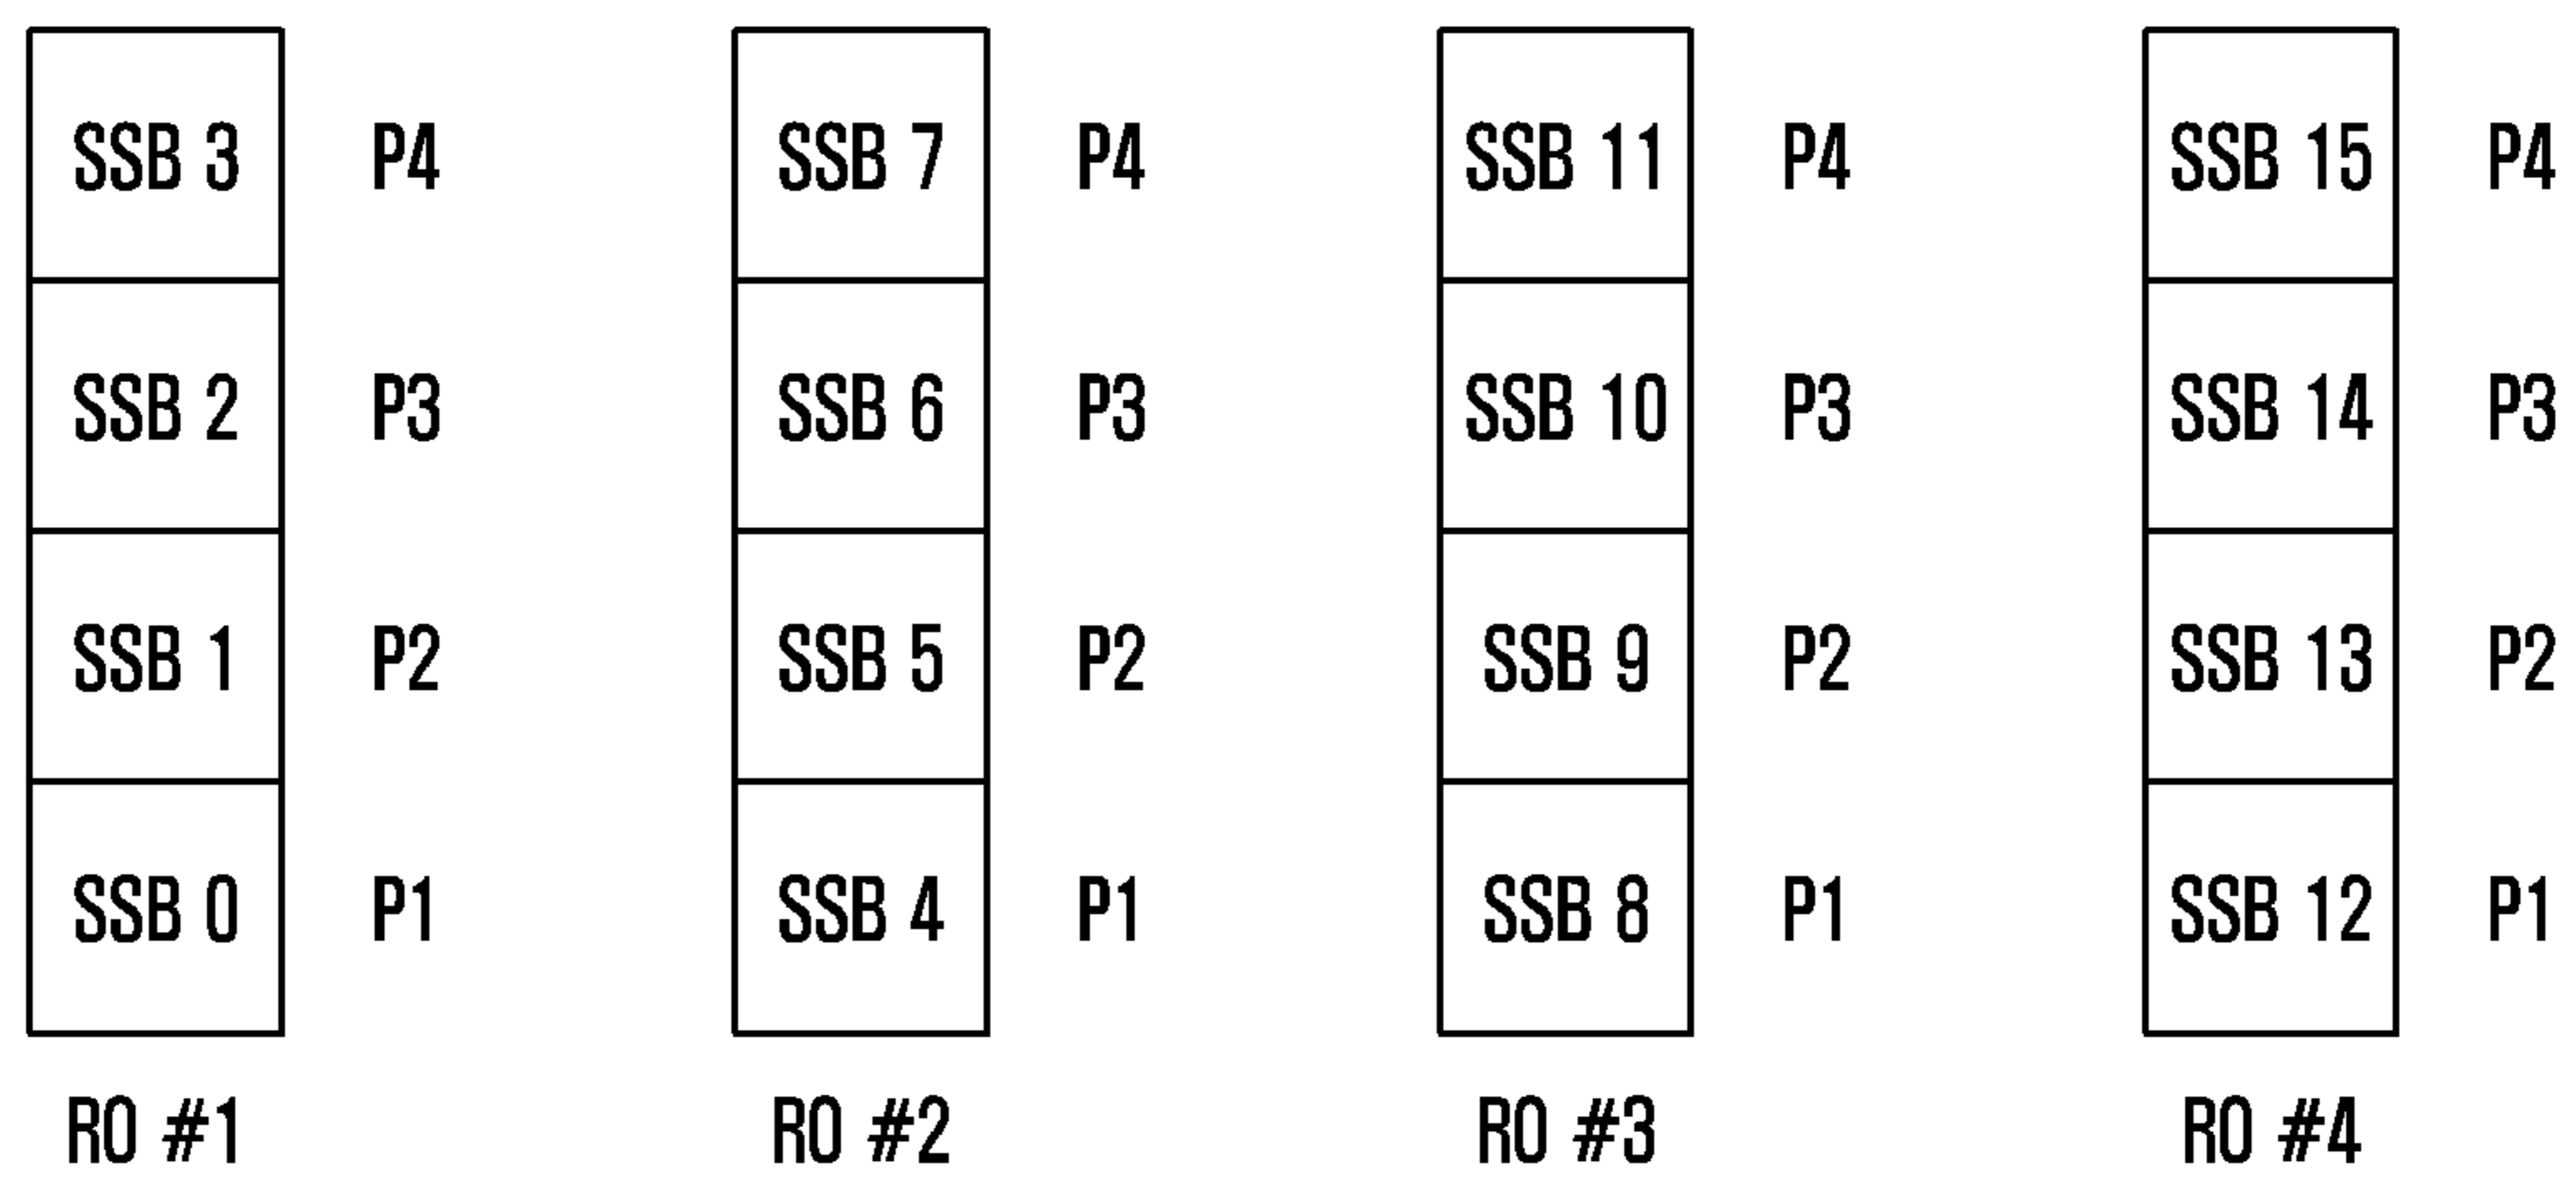 SSB 3 P4 SSB 7 P4 SSB 11 P4 SSB 15 P4
SSB 2 P3 SSB 6 P3 SSB 10 P3 SSB 14 P3
SSB 1 P2 SSB 5 P2 SSB 9 P2 SSB 13 P2
SSB 0 P1 SSB 4 P1 SSB 8 P1 SSB 12 P1
RO #1 RO #2 RO #3 RO #4